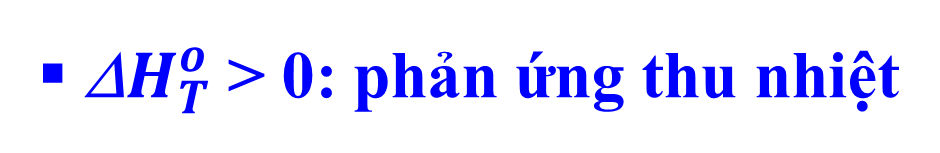 ▪ ΔH°_T > 0: phản ứng thu nhiệt